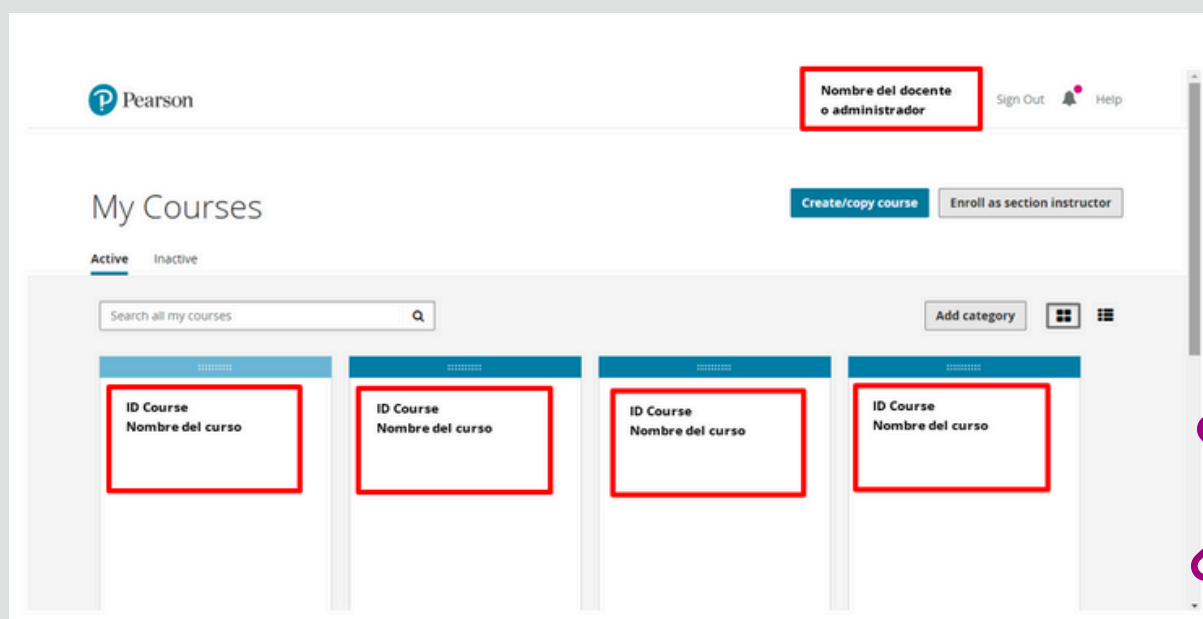 Pearson
Nombre del docente
o administrador
Sign Out
Help
My Courses
Create/copy course
Enroll as section instructor
Active
Inactive
Search all my courses
Add category
ID Course
Nombre del curso
ID Course
Nombre del curso
ID Course
Nombre del curso
ID Course
Nombre del curso